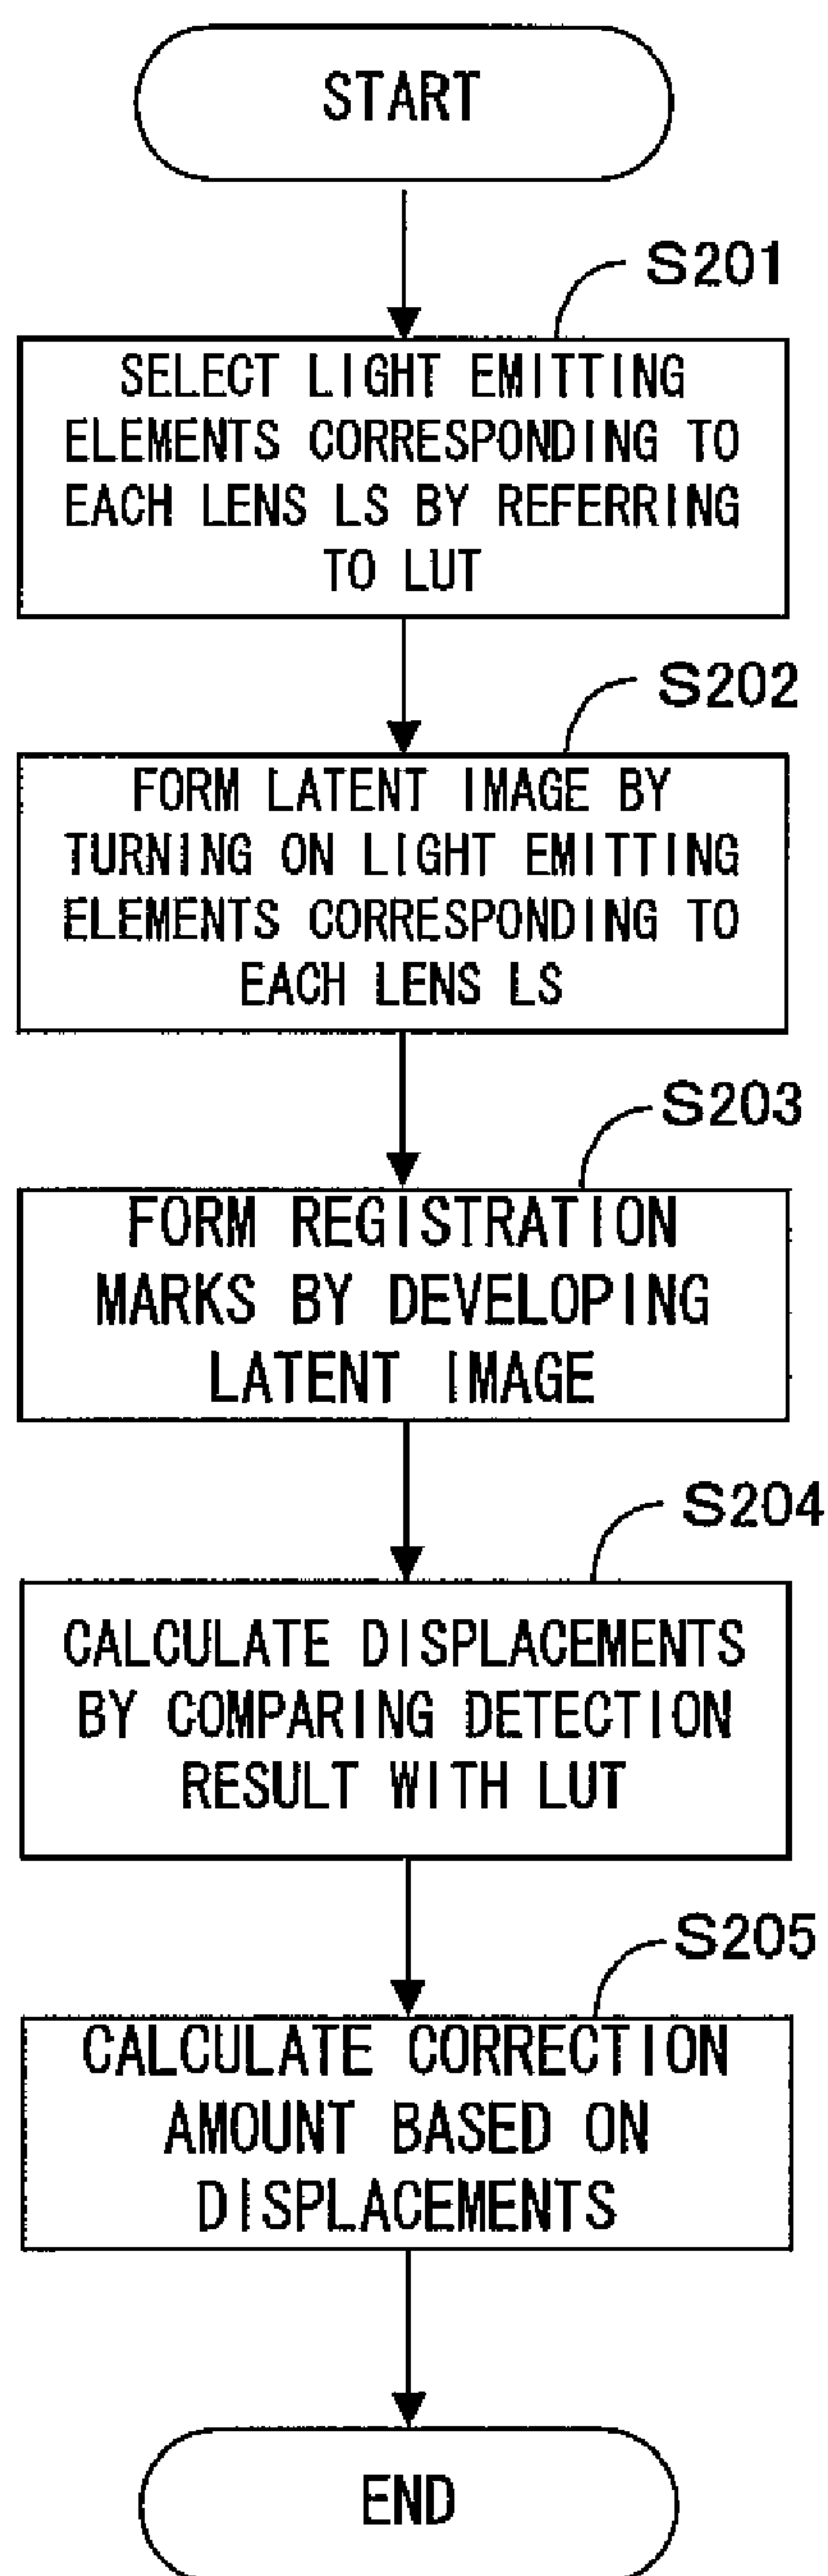 START
S201
SELECT LIGHT EMITTING
ELEMENTS CORRESPONDING TO
EACH LENS LS BY REFERRING
TO LUT
S202
FORM LATENT IMAGE BY
TURNING ON LIGHT EMITTING
ELEMENTS CORRESPONDING TO
EACH LENS LS
S203
FORM REGISTRATION
MARKS BY DEVELOPING
LATENT IMAGE
S204
CALCULATE DISPLACEMENTS
BY COMPARING DETECTION
RESULT WITH LUT
S205
CALCULATE CORRECTION
AMOUNT BASED ON
DISPLACEMENTS
END